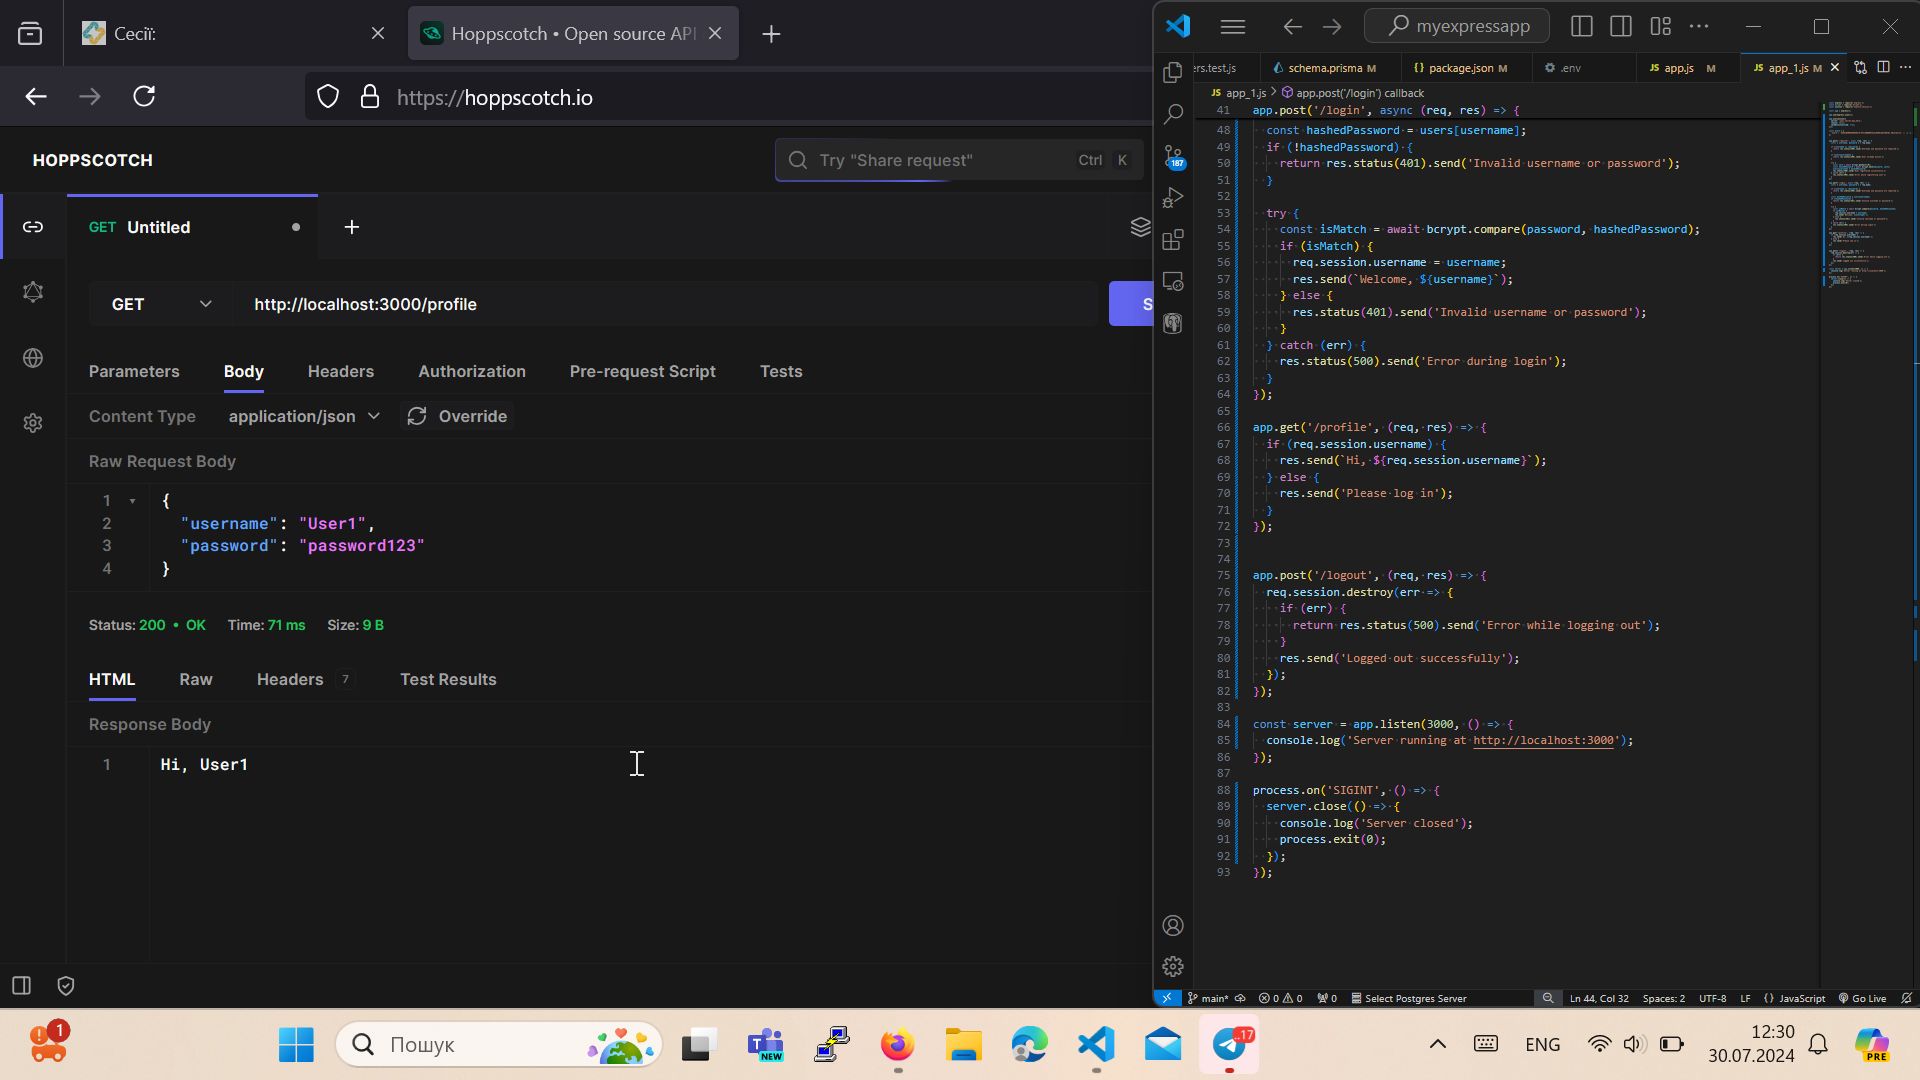 Сесії:
Hoppscotch • Open source API
https://hoppscotch.io
HOPPSCOTCH
Try "Share request"
Ctrl K
GET Untitled
GET
http://localhost:3000/profile
S
Parameters
Body
Headers
Authorization
Pre-request Script
Tests
Content Type
application/json
Override
Raw Request Body
1 {
2 "username": "User1",
3 "password": "password123"
4 }
Status: 200 • OK Time: 71 ms Size: 9 B
HTML
Raw
Headers 7
Test Results
Response Body
1 Hi, User1
myexpressapp
ers.test.js
schema.prisma M
package.json M
.env
JS app.js M
JS app_1.js M
JS app_1.js > app.post('/login') callback
187
41 app.post('/login', async (req, res) => {
48 const hashedPassword = users[username];
49 if (!hashedPassword) {
50 return res.status(401).send('Invalid username or password');
51 }
52
53 try {
54 const isMatch = await bcrypt.compare(password, hashedPassword);
55 if (isMatch) {
56 req.session.username = username;
57 res.send(`Welcome, ${username}`);
58 } else {
59 res.status(401).send('Invalid username or password');
60 }
61 } catch (err) {
62 res.status(500).send('Error during login');
63 }
64 });
65
66 app.get('/profile', (req, res) => {
67 if (req.session.username) {
68 res.send(`Hi, ${req.session.username}`);
69 } else {
70 res.send('Please log in');
71 }
72 });
73
74
75 app.post('/logout', (req, res) => {
76 req.session.destroy(err => {
77 if (err) {
78 return res.status(500).send('Error while logging out');
79 }
80 res.send('Logged out successfully');
81 });
82 });
83
84 const server = app.listen(3000, () => {
85 console.log('Server running at http://localhost:3000');
86 });
87
88 process.on('SIGINT', () => {
89 server.close(() => {
90 console.log('Server closed');
91 process.exit(0);
92 });
93 });
main*
0 0
0
Select Postgres Server
Ln 44, Col 32
Spaces: 2
UTF-8
LF
{} JavaScript
Go Live
1
Пошук
NEW
..17
ENG
12:30
30.07.2024
PRE